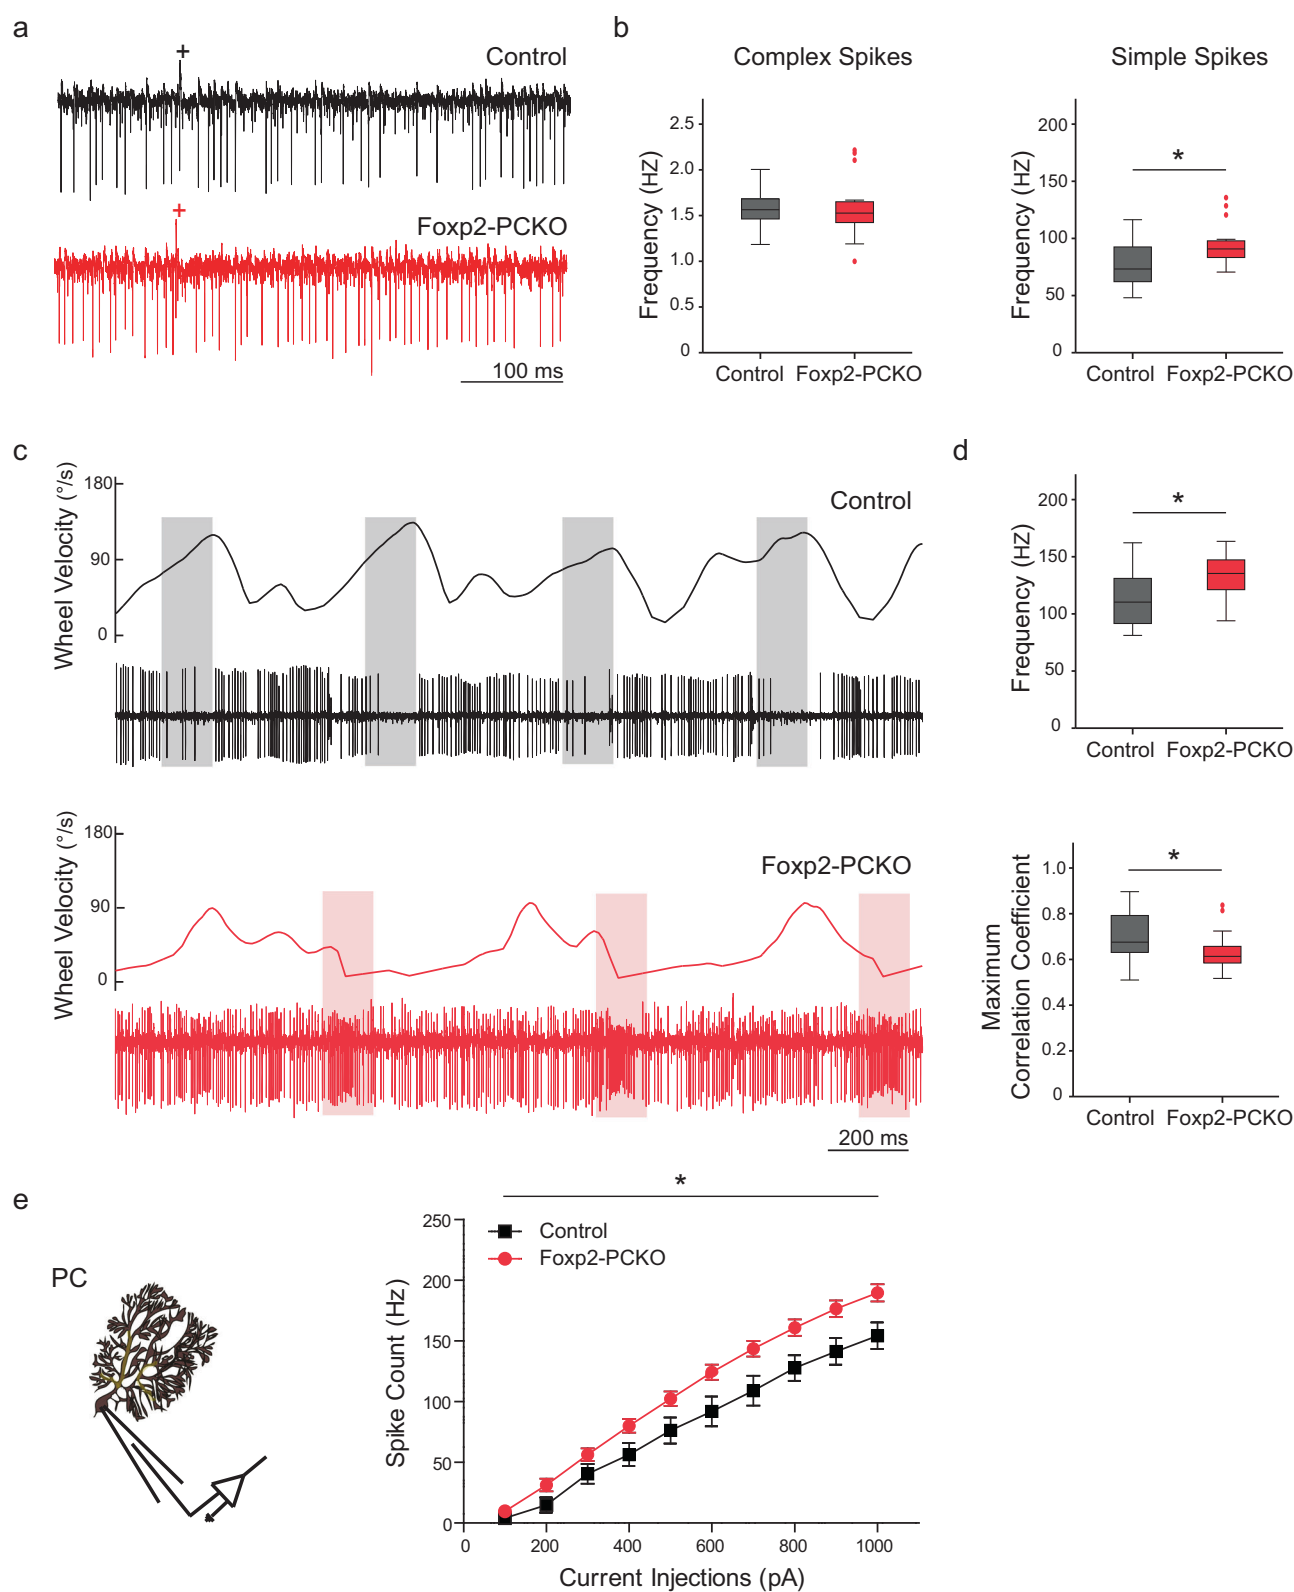 a
+
Control
+
Foxp2-PCKO
100 ms
b
Complex Spikes
Frequency (HZ)
2.5
2.0
1.5
1.0
0.5
0
Control Foxp2-PCKO
Simple Spikes
*
Frequency (HZ)
200
150
100
50
0
Control Foxp2-PCKO
c
Wheel Velocity (°/s)
180
90
0
Control
Wheel Velocity (°/s)
180
90
0
Foxp2-PCKO
200 ms
d
*
Frequency (HZ)
200
150
100
50
0
Control Foxp2-PCKO
*
Maximum
Correlation Coefficient
1.0
0.8
0.6
0.4
0.2
0
Control Foxp2-PCKO
e
PC
*
Control
Foxp2-PCKO
Spike Count (Hz)
250
200
150
100
50
0
0 200 400 600 800 1000
Current Injections (pA)